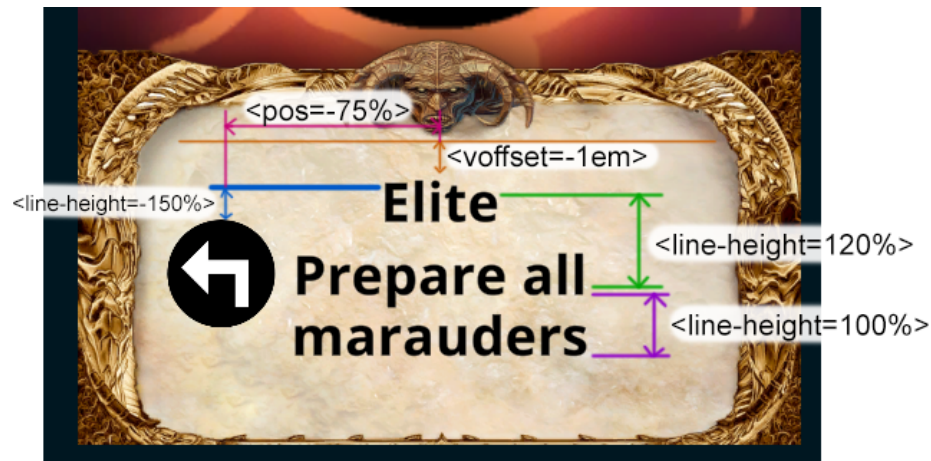 <pos=-75%>
<voffset=-1em>
Elite
<line-height=-150%>
<line-height=120%>
Prepare all
<line-height=100%>
marauders